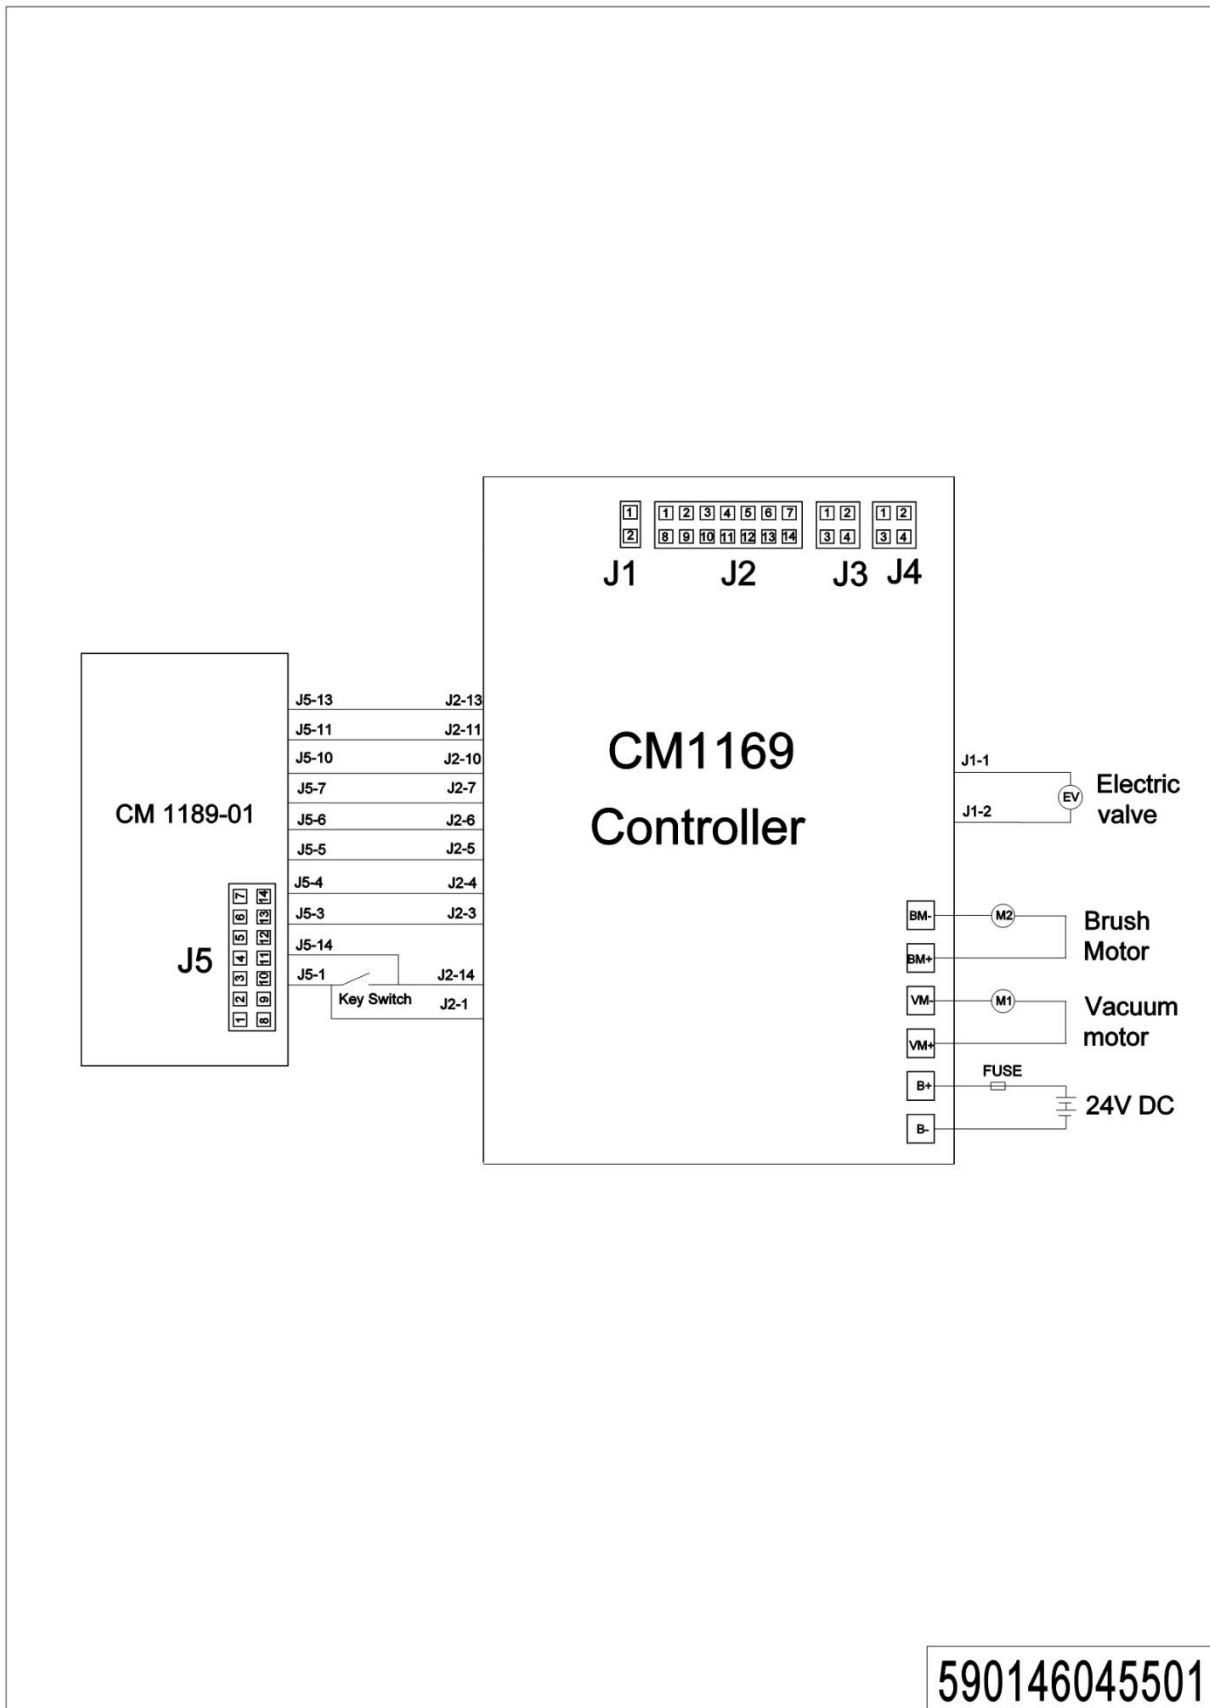 1 1 2 3 4 5 6 7 1 2 1 2
2 8 9 10 11 12 13 14 3 4 3 4
J1 J2 J3 J4
J5-13 J2-13
J5-11 J2-11
J5-10 J2-10
J5-7 J2-7
J5-6 J2-6
J5-5 J2-5
J5-4 J2-4
J5-3 J2-3
J5-14
J5-1 J2-14
Key Switch J2-1
CM 1189-01
7 14
6 13
5 12
4 11
3 10
2 9
1 8
J5
CM1169
Controller
J1-1
EV
J1-2
Electric
valve
BM- M2
BM+
Brush
Motor
VM- M1
VM+
Vacuum
motor
FUSE
B+
B-
24V DC
590146045501